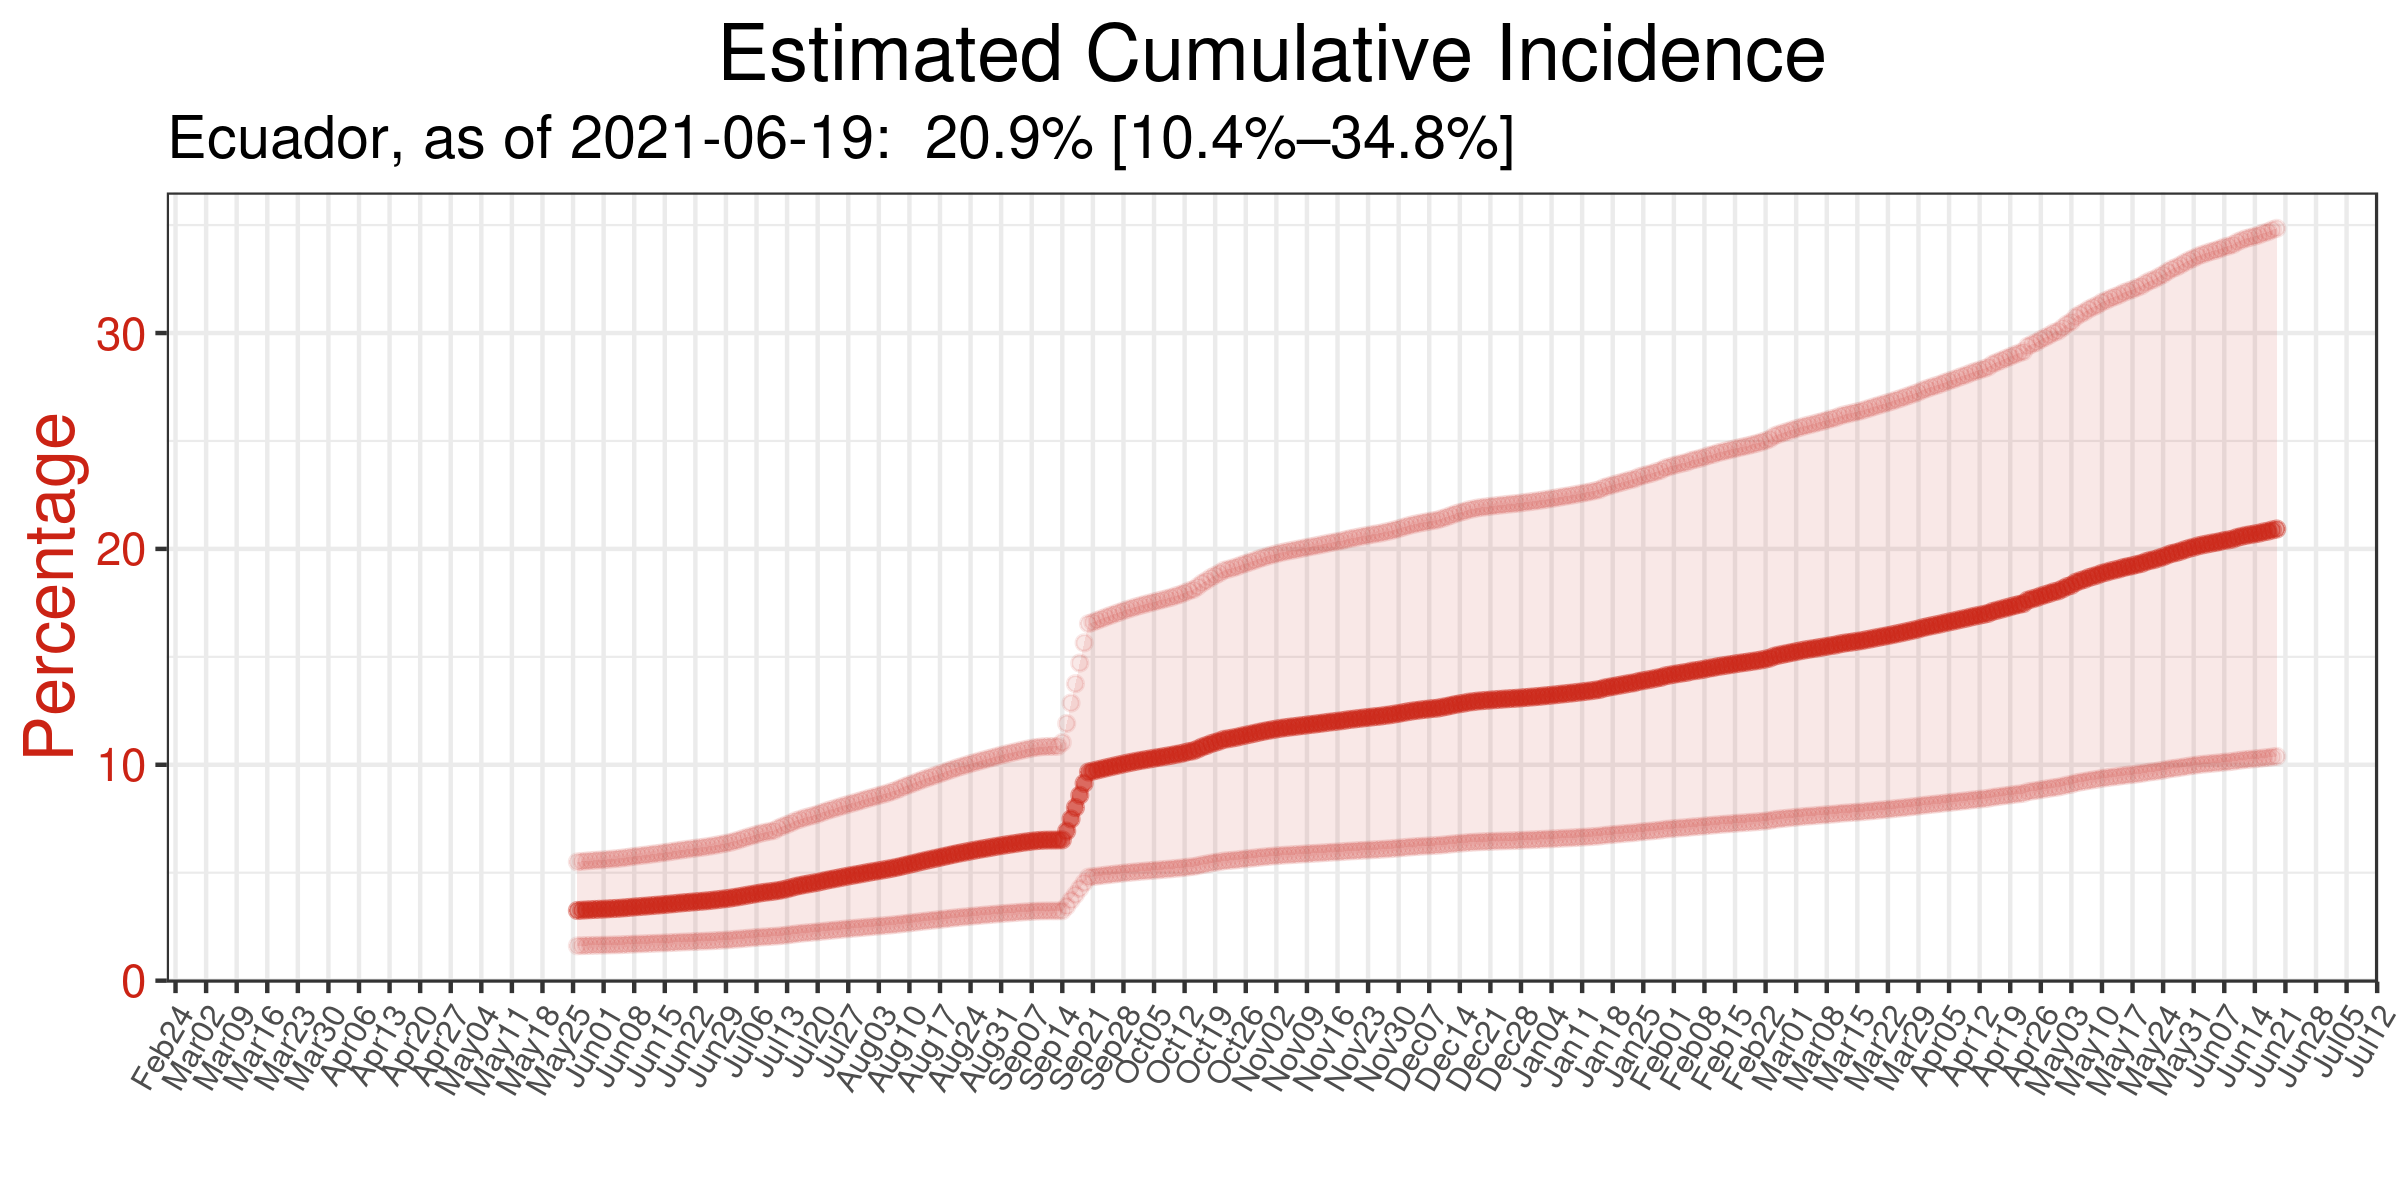 Estimated Cumulative Incidence
Ecuador, as of 2021-06-19: 20.9% [10.4%–34.8%]
Percentage
30
20
10
0
Feb24
Mar02
Mar09
Mar16
Mar23
Mar30
Apr06
Apr13
Apr20
Apr27
May04
May11
May18
May25
Jun01
Jun08
Jun15
Jun22
Jun29
Jul06
Jul13
Jul20
Jul27
Aug03
Aug10
Aug17
Aug24
Aug31
Sep07
Sep14
Sep21
Sep28
Oct05
Oct12
Oct19
Oct26
Nov02
Nov09
Nov16
Nov23
Nov30
Dec07
Dec14
Dec21
Dec28
Jan04
Jan11
Jan18
Jan25
Feb01
Feb08
Feb15
Feb22
Mar01
Mar08
Mar15
Mar22
Mar29
Apr05
Apr12
Apr19
Apr26
May03
May10
May17
May24
May31
Jun07
Jun14
Jun21
Jun28
Jul05
Jul12